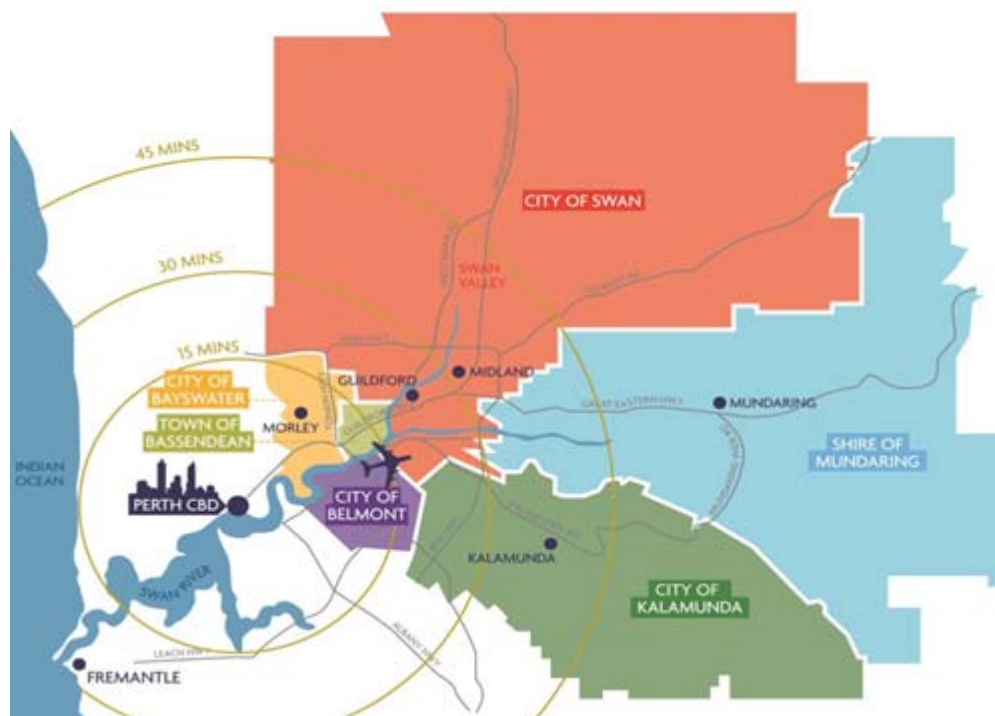 45 MINS
30 MINS
15 MINS
CITY OF SWAN
SWAN
VALLEY
CITY OF
BAYSWATER
TOWN OF
BASSENDEAN
GUILDFORD
MIDLAND
MORLEY
GREAT EASTERN HWY
MUNDARING
SHIRE OF
MUNDARING
INDIAN
OCEAN
PERTH CBD
CITY OF
BELMONT
KALAMUNDA
CITY OF
KALAMUNDA
SWAN RIVER
LEACH HWY
ALBANY HWY
FREMANTLE